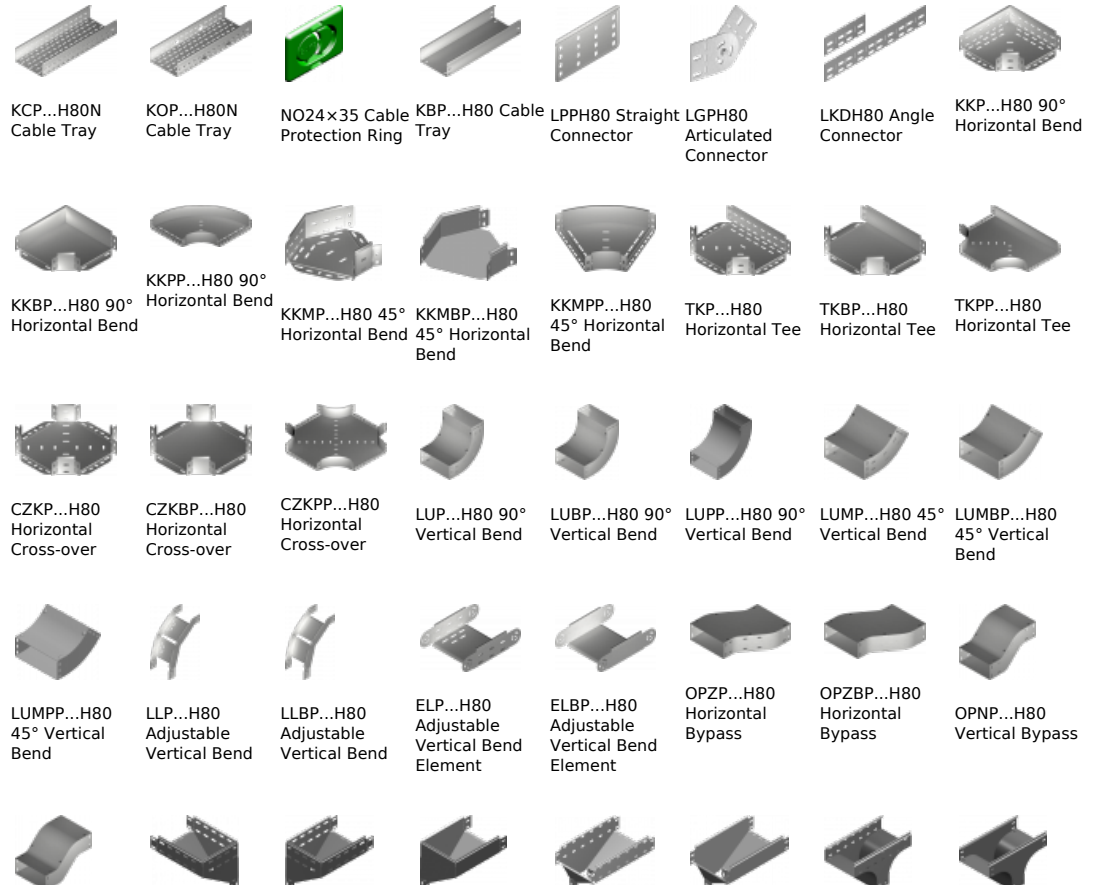 KCP...H80N
Cable Tray
KOP...H80N
Cable Tray
NO24×35 Cable
Protection Ring
KBP...H80 Cable
Tray
LPPH80 Straight
Connector
LGPH80
Articulated
Connector
LKDH80 Angle
Connector
KKP...H80 90°
Horizontal Bend
KKBP...H80 90°
Horizontal Bend
KKPP...H80 90°
Horizontal Bend
KKMP...H80 45°
Horizontal Bend
KKMBP...H80
45° Horizontal
Bend
KKMPP...H80
45° Horizontal
Bend
TKP...H80
Horizontal Tee
TKBP...H80
Horizontal Tee
TKPP...H80
Horizontal Tee
CZKP...H80
Horizontal
Cross-over
CZKBP...H80
Horizontal
Cross-over
CZKPP...H80
Horizontal
Cross-over
LUP...H80 90°
Vertical Bend
LUBP...H80 90°
Vertical Bend
LUPP...H80 90°
Vertical Bend
LUMP...H80 45°
Vertical Bend
LUMBP...H80
45° Vertical
Bend
LUMPP...H80
45° Vertical
Bend
LLP...H80
Adjustable
Vertical Bend
LLBP...H80
Adjustable
Vertical Bend
ELP...H80
Adjustable
Vertical Bend
Element
ELBP...H80
Adjustable
Vertical Bend
Element
OPZP...H80
Horizontal
Bypass
OPZBP...H80
Horizontal
Bypass
OPNP...H80
Vertical Bypass